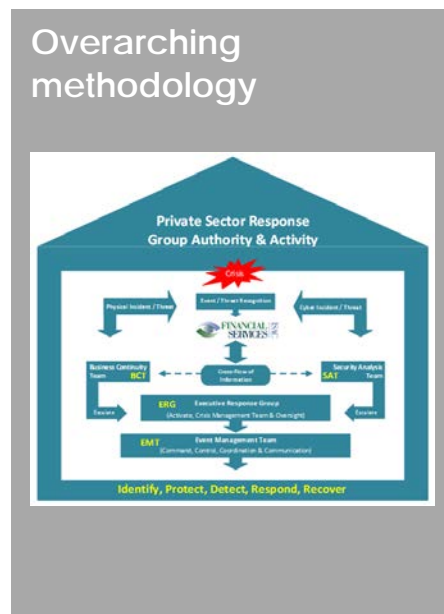 Overarching
methodology
Private Sector Response
Group Authority & Activity
Crisis
Physical Incident / Threat
Event / Threat Recognition
Cyber Incident / Threat
FINANCIAL
SERVICES
Business Continuity
Team BCT
Cross-Flow of
Information
Security Analysis
SAT Team
Escalate
ERG Executive Response Group
(Activate, Crisis Management Team & Oversight)
Escalate
EMT Event Management Team
(Command, Control, Coordination & Communication)
Identify, Protect, Detect, Respond, Recover